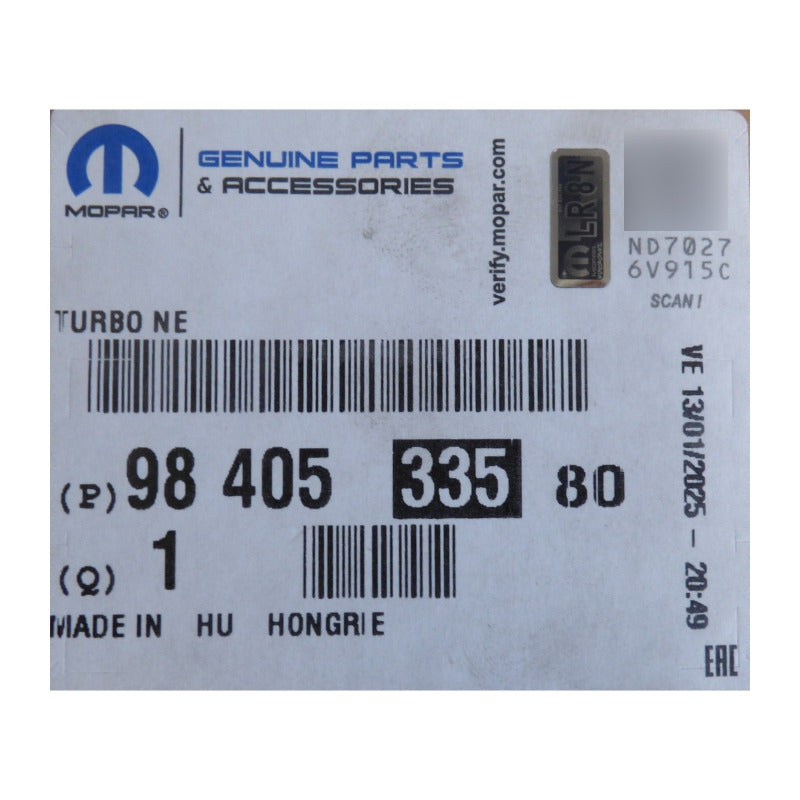 MOPAR®
GENUINE PARTS
& ACCESSORIES
verify.mopar.com
LR8N
ND7027
6V915C
SCAN!
TURBO NE
(P) 98 405 335 80
(Q) 1
MADE IN HU HONGRIE
VE 13/01/2025 - 20:49
EAC